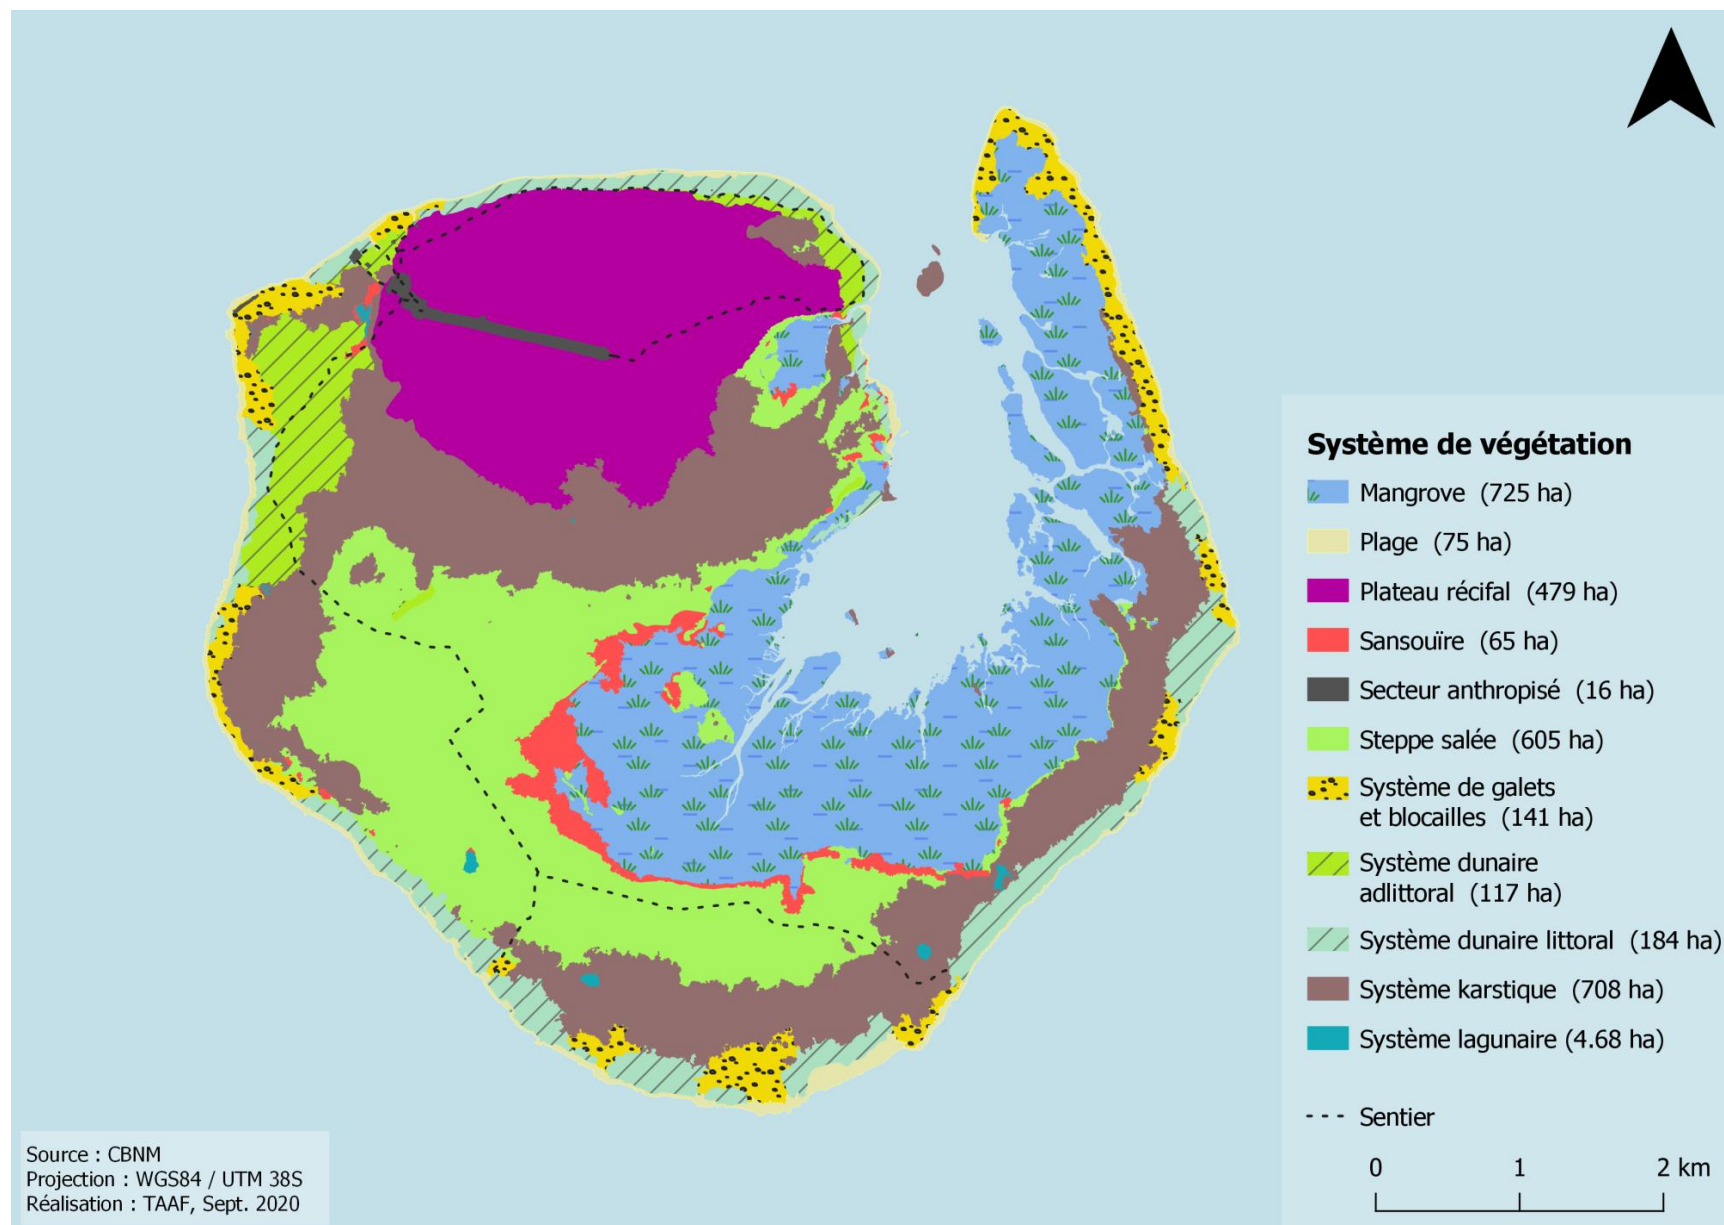 Système de végétation
Mangrove (725 ha)
Plage (75 ha)
Plateau récifal (479 ha)
Sansouïre (65 ha)
Secteur anthropisé (16 ha)
Steppe salée (605 ha)
Système de galets
et blocailles (141 ha)
Système dunaire
adlittoral (117 ha)
Système dunaire littoral (184 ha)
Système karstique (708 ha)
Système lagunaire (4.68 ha)
Sentier
0 1 2 km
Source : CBNM
Projection : WGS84 / UTM 38S
Réalisation : TAAF, Sept. 2020